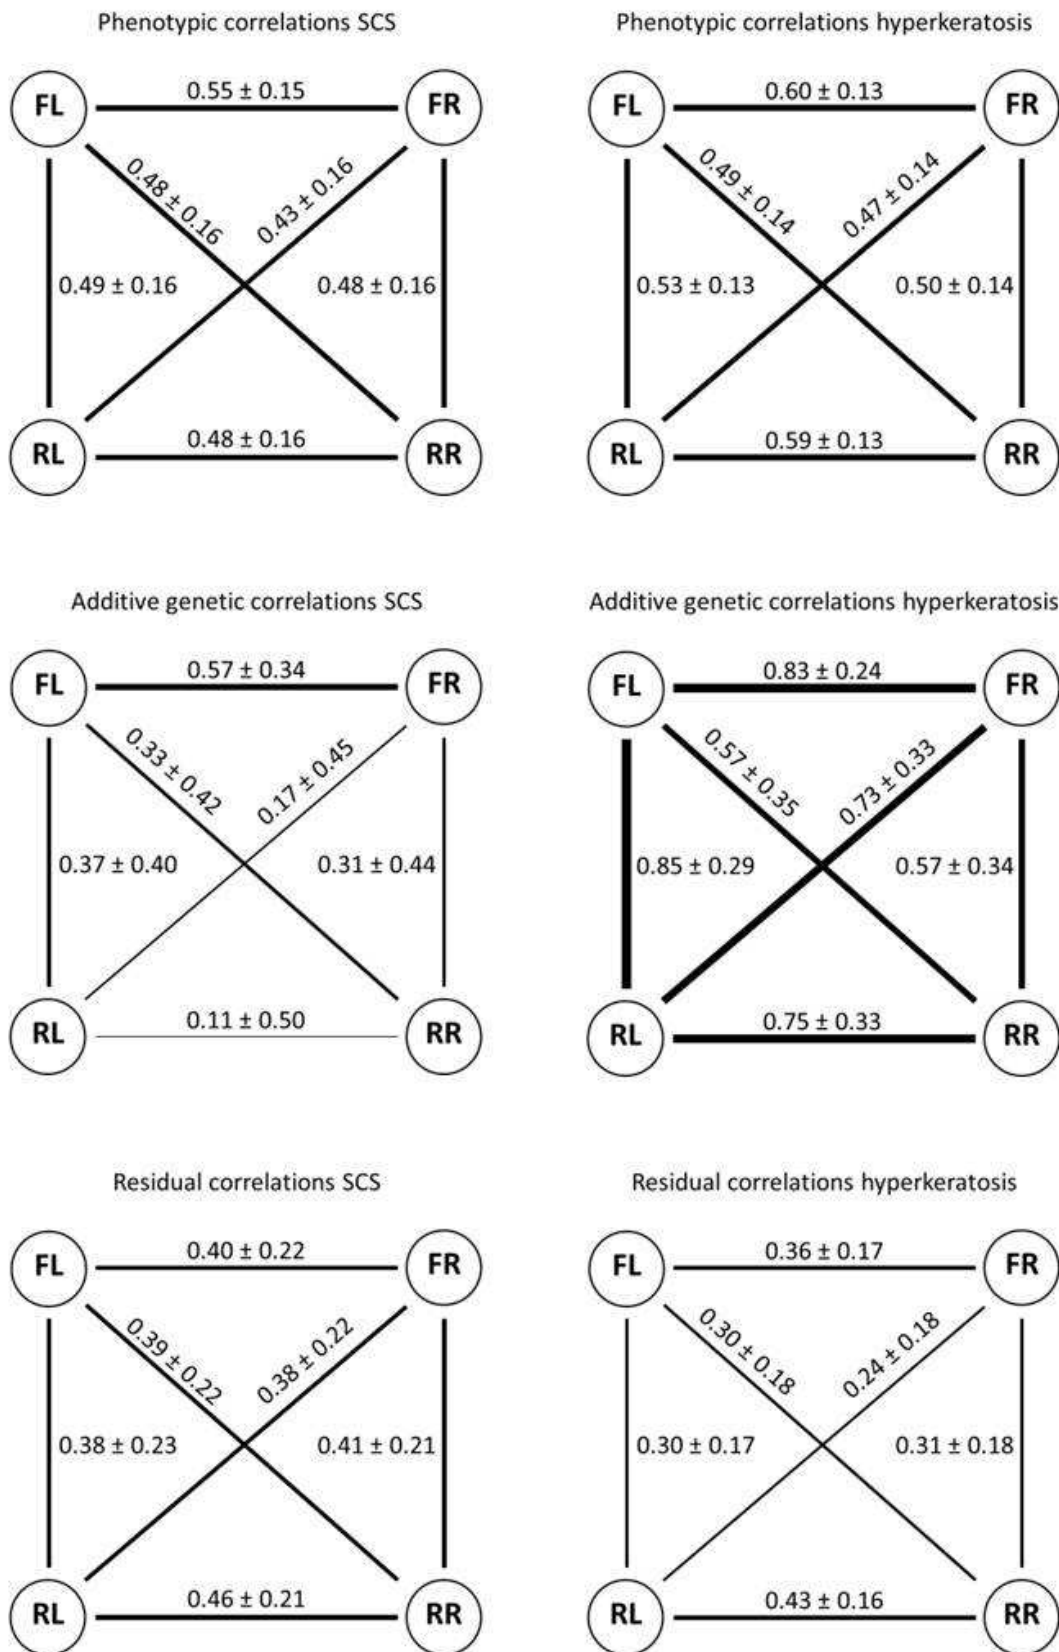 Phenotypic correlations SCS
FL
0.55 ± 0.15
FR
0.48 ± 0.16
0.43 ± 0.16
0.49 ± 0.16
0.48 ± 0.16
RL
0.48 ± 0.16
RR
Phenotypic correlations hyperkeratosis
FL
0.60 ± 0.13
FR
0.49 ± 0.14
0.47 ± 0.14
0.53 ± 0.13
0.50 ± 0.14
RL
0.59 ± 0.13
RR
Additive genetic correlations SCS
FL
0.57 ± 0.34
FR
0.33 ± 0.42
0.17 ± 0.45
0.37 ± 0.40
0.31 ± 0.44
RL
0.11 ± 0.50
RR
Additive genetic correlations hyperkeratosis
FL
0.83 ± 0.24
FR
0.57 ± 0.35
0.73 ± 0.33
0.85 ± 0.29
0.57 ± 0.34
RL
0.75 ± 0.33
RR
Residual correlations SCS
FL
0.40 ± 0.22
FR
0.39 ± 0.22
0.38 ± 0.22
0.38 ± 0.23
0.41 ± 0.21
RL
0.46 ± 0.21
RR
Residual correlations hyperkeratosis
FL
0.36 ± 0.17
FR
0.30 ± 0.18
0.24 ± 0.18
0.30 ± 0.17
0.31 ± 0.18
RL
0.43 ± 0.16
RR